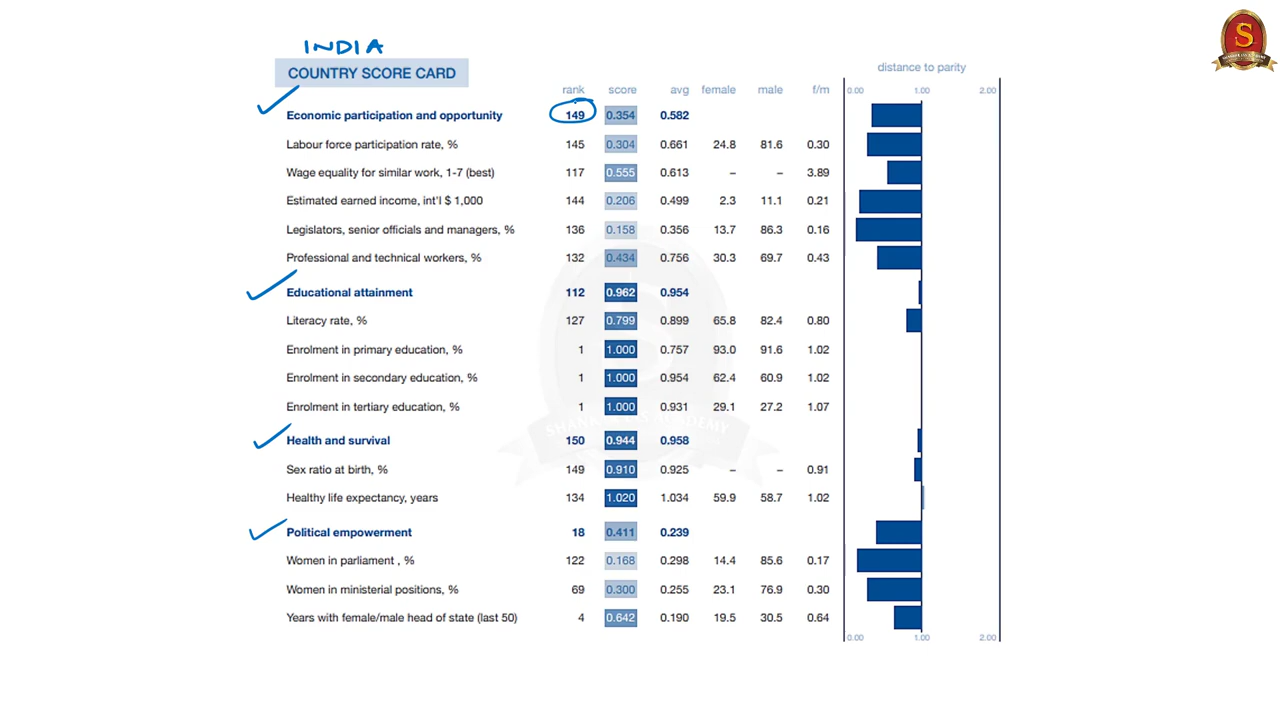 INDIA
COUNTRY SCORE CARD
distance to parity
rank score avg female male f/m 0.00 1.00 2.00
Economic participation and opportunity 149 0.354 0.582
Labour force participation rate, % 145 0.304 0.661 24.8 81.6 0.30
Wage equality for similar work, 1-7 (best) 117 0.555 0.613 – – 3.89
Estimated earned income, int'l $ 1,000 144 0.206 0.499 2.3 11.1 0.21
Legislators, senior officials and managers, % 136 0.158 0.356 13.7 86.3 0.16
Professional and technical workers, % 132 0.434 0.756 30.3 69.7 0.43
Educational attainment 112 0.962 0.954
Literacy rate, % 127 0.799 0.899 65.8 82.4 0.80
Enrolment in primary education, % 1 1.000 0.757 93.0 91.6 1.02
Enrolment in secondary education, % 1 1.000 0.954 62.4 60.9 1.02
Enrolment in tertiary education, % 1 1.000 0.931 29.1 27.2 1.07
Health and survival 150 0.944 0.958
Sex ratio at birth, % 149 0.910 0.925 – – 0.91
Healthy life expectancy, years 134 1.020 1.034 59.9 58.7 1.02
Political empowerment 18 0.411 0.239
Women in parliament , % 122 0.168 0.298 14.4 85.6 0.17
Women in ministerial positions, % 69 0.300 0.255 23.1 76.9 0.30
Years with female/male head of state (last 50) 4 0.642 0.190 19.5 30.5 0.64
0.00 1.00 2.00
S
SHANKAR IAS ACADEMY